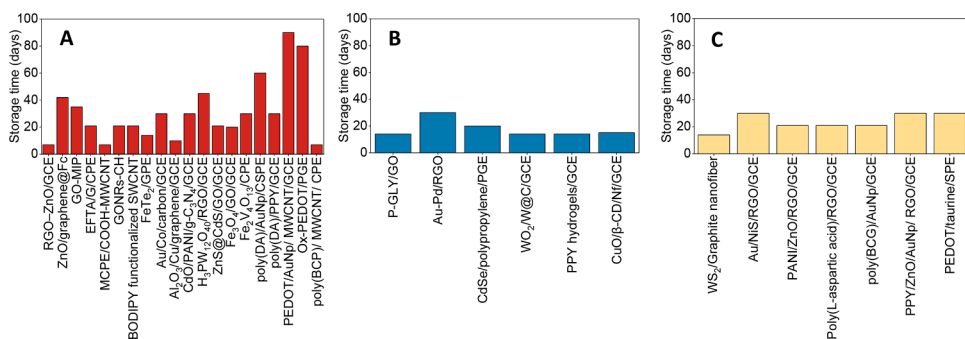 A
Storage time (days)
100
80
60
40
20
0
RGO–ZnO/GCE
ZnO/graphene@Fc
G-O-MIP
EFTA/G/CPE
MCPE/COOH-MWCNT
GONRs-CH
BODIPY functionalized SWCNT
FeTe₂/GPE
Au/Co/carbon/GCE
Al₂O₃/Cu/graphene/GCE
CdO/PANI/g-C₃N₄/GCE
H₃PW₁₂O₄₀/RGO/GCE
ZnS@CdS/GO/GCE
Fe₃O₄/GO/GCE
Fe₂V₄O₁₃/CPE
poly(DA)/AuNp/CSP
poly(DA)/PPY/GC
PEDOT/AuNp/ MWCNT/GC
Ox-PEDOT/PGE
poly(BCP)/ MWCNT/ CPE
B
Storage time (days)
100
80
60
40
20
0
P-GLY/GO
Au-Pd/RGO
CdSe/polypropylene/PGE
WO₂/W@C/GCE
PPY hydrogels/GCE
CuO/β-CD/Nf/GCE
C
Storage time (days)
100
80
60
40
20
0
WS₂/Graphite nanofiber
Au/NiS/RGO/GCE
PANI/ZnO/RGO/GCE
Poly(L-aspartic acid)/RGO/GCE
poly(BCG)/AuNp/GCE
PPY/ZnO/AuNp/ RGO/GCE
PEDOT/taurine/SPE